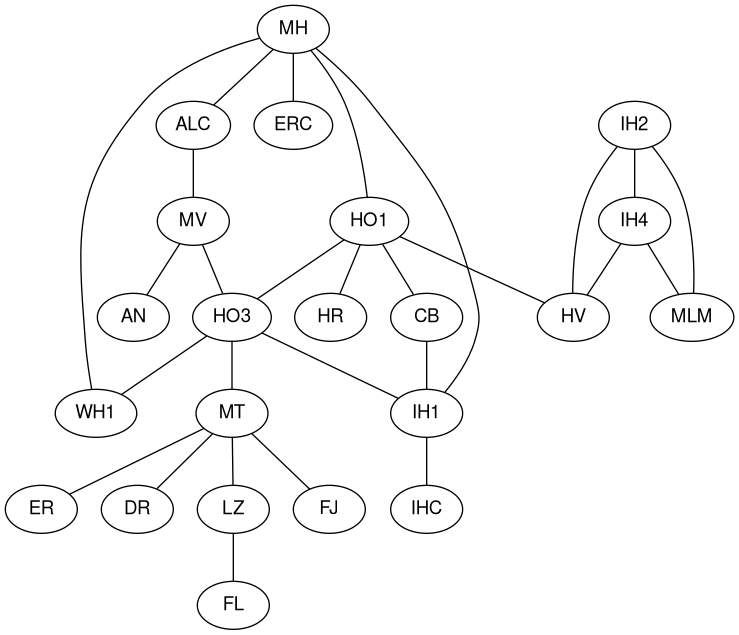 MH
ALC
ERC
IH2
MV
HO1
IH4
AN
HO3
HR
CB
HV
MLM
WH1
MT
IH1
ER
DR
LZ
FJ
IHC
FL